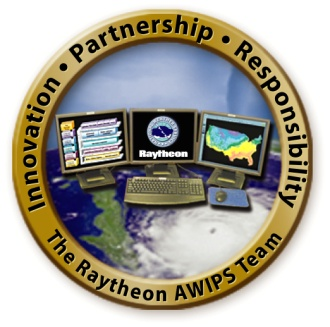 Innovation • Partnership • Responsibility
Raytheon
The Raytheon AWIPS Team